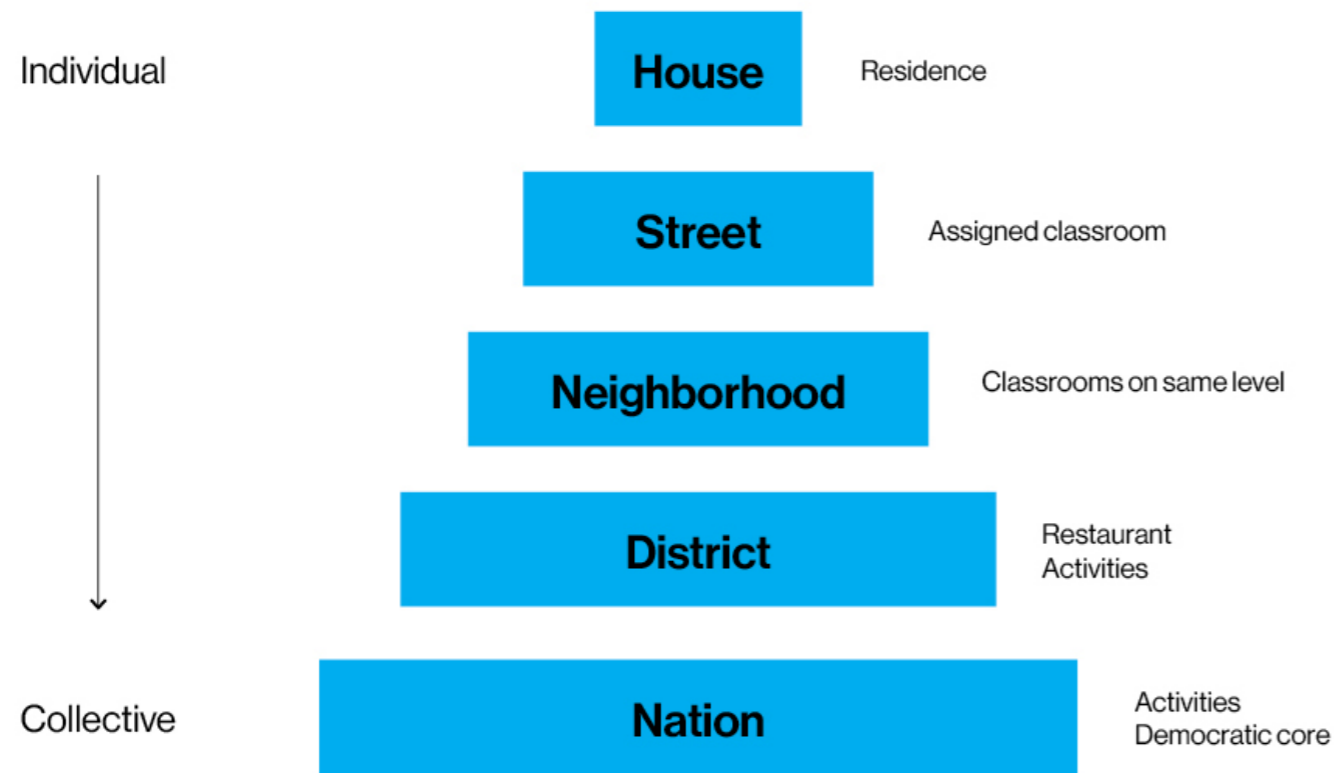 Individual
House
Residence
Street
Assigned classroom
Neighborhood
Classrooms on same level
District
Restaurant
Activities
Collective
Nation
Activities
Democratic core